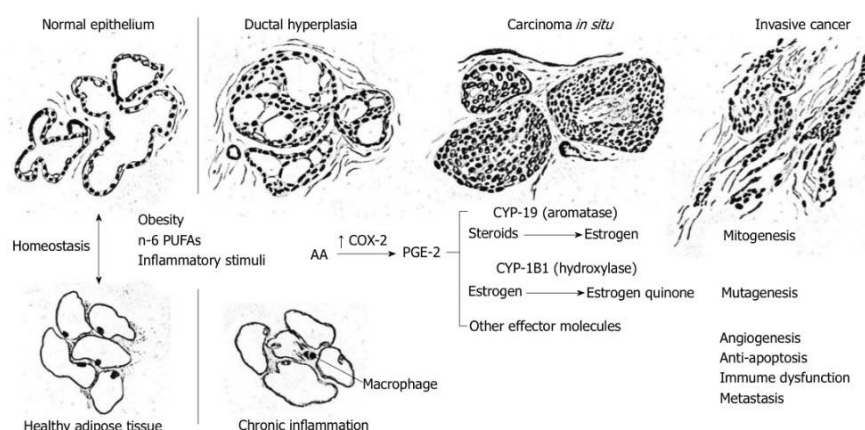 Normal epithelium
Ductal hyperplasia
Carcinoma in situ
Invasive cancer
Homeostasis
Obesity
n-6 PUFAs
Inflammatory stimuli
AA
↑ COX-2
PGE-2
CYP-19 (aromatase)
Steroids
Estrogen
CYP-1B1 (hydroxylase)
Estrogen
Estrogen quinone
Other effector molecules
Mitogenesis
Mutagenesis
Angiogenesis
Anti-apoptosis
Immune dysfunction
Metastasis
Macrophage
Healthy adipose tissue
Chronic inflammation